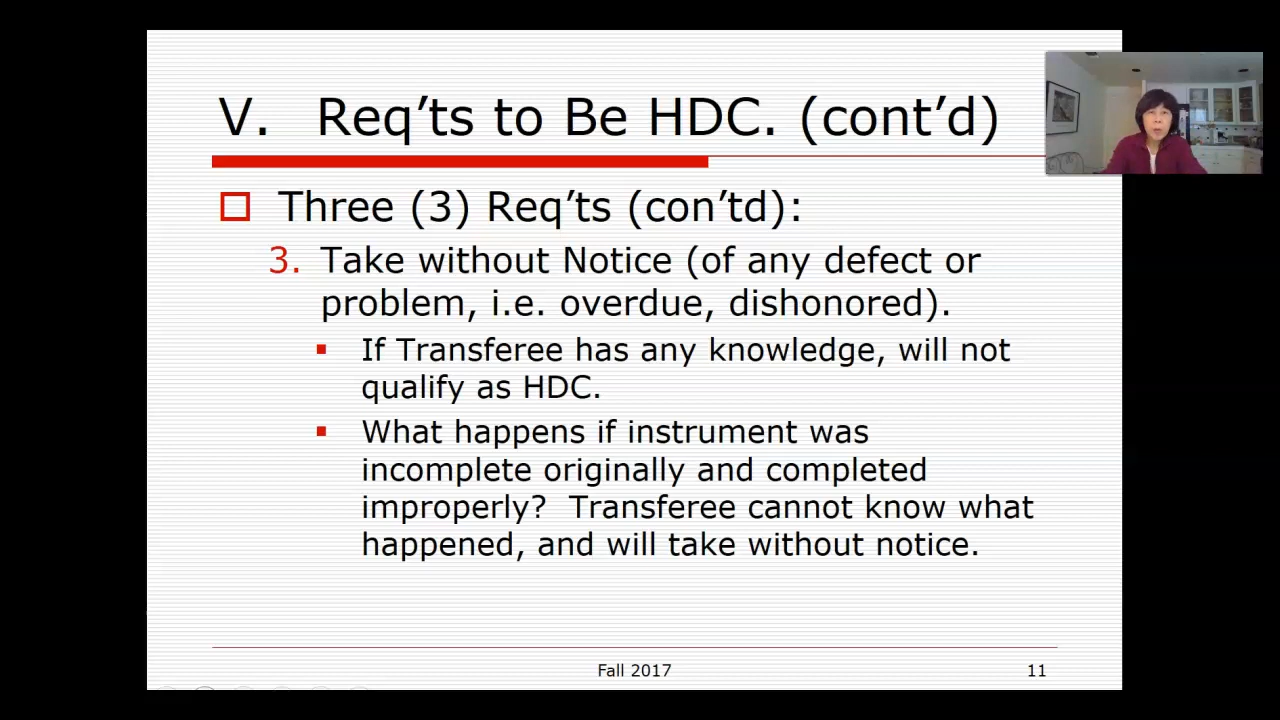 V. Req’ts to Be HDC. (cont’d)
Three (3) Req’ts (con’td):
3. Take without Notice (of any defect or
problem, i.e. overdue, dishonored).
If Transferee has any knowledge, will not
qualify as HDC.
What happens if instrument was
incomplete originally and completed
improperly? Transferee cannot know what
happened, and will take without notice.
Fall 2017
11